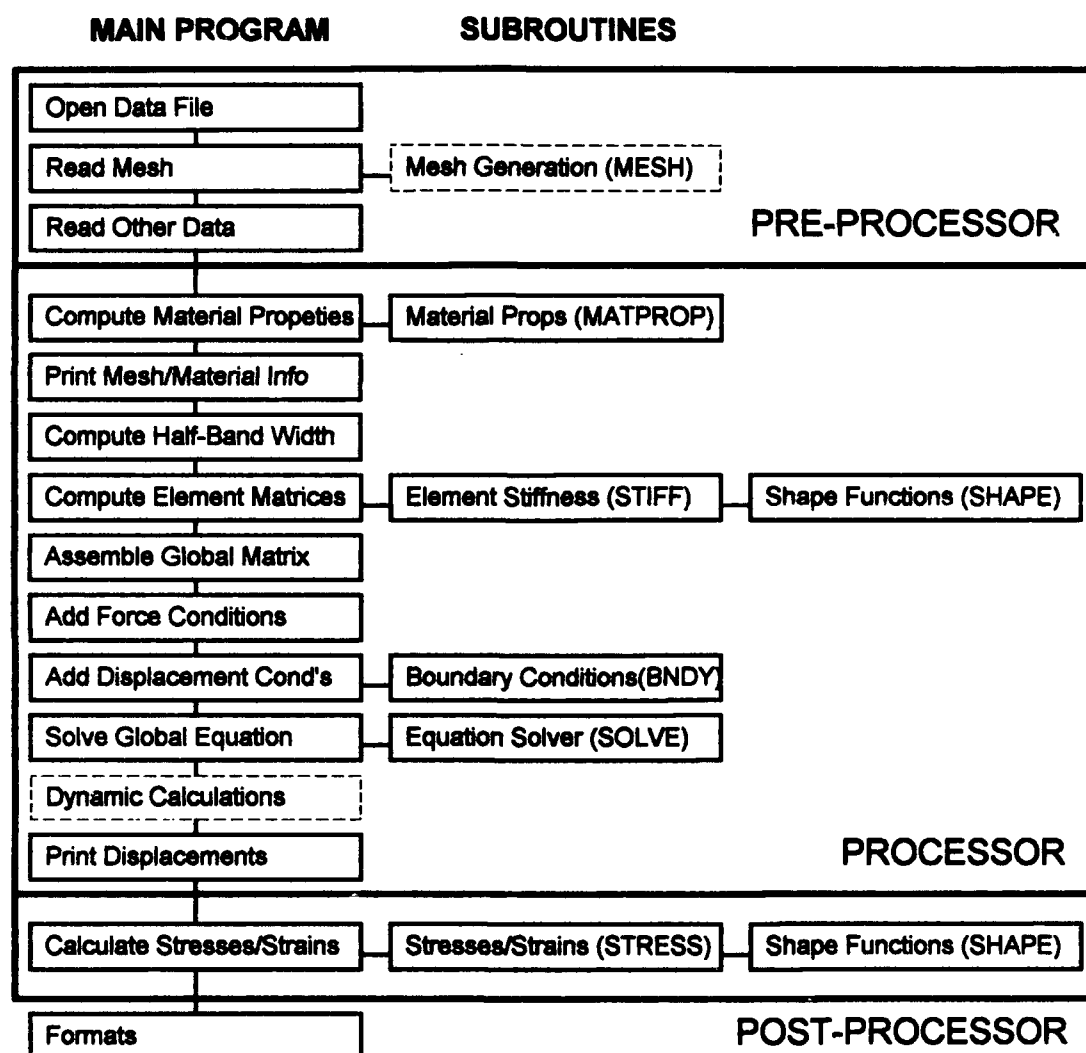 MAIN PROGRAM SUBROUTINES
Open Data File
Read Mesh Mesh Generation (MESH)
Read Other Data PRE-PROCESSOR
Compute Material Propeties Material Props (MATPROP)
Print Mesh/Material Info
Compute Half-Band Width
Compute Element Matrices Element Stiffness (STIFF) Shape Functions (SHAPE)
Assemble Global Matrix
Add Force Conditions
Add Displacement Cond's Boundary Conditions(BNDY)
Solve Global Equation Equation Solver (SOLVE)
Dynamic Calculations
Print Displacements PROCESSOR
Calculate Stresses/Strains Stresses/Strains (STRESS) Shape Functions (SHAPE)
Formats POST-PROCESSOR